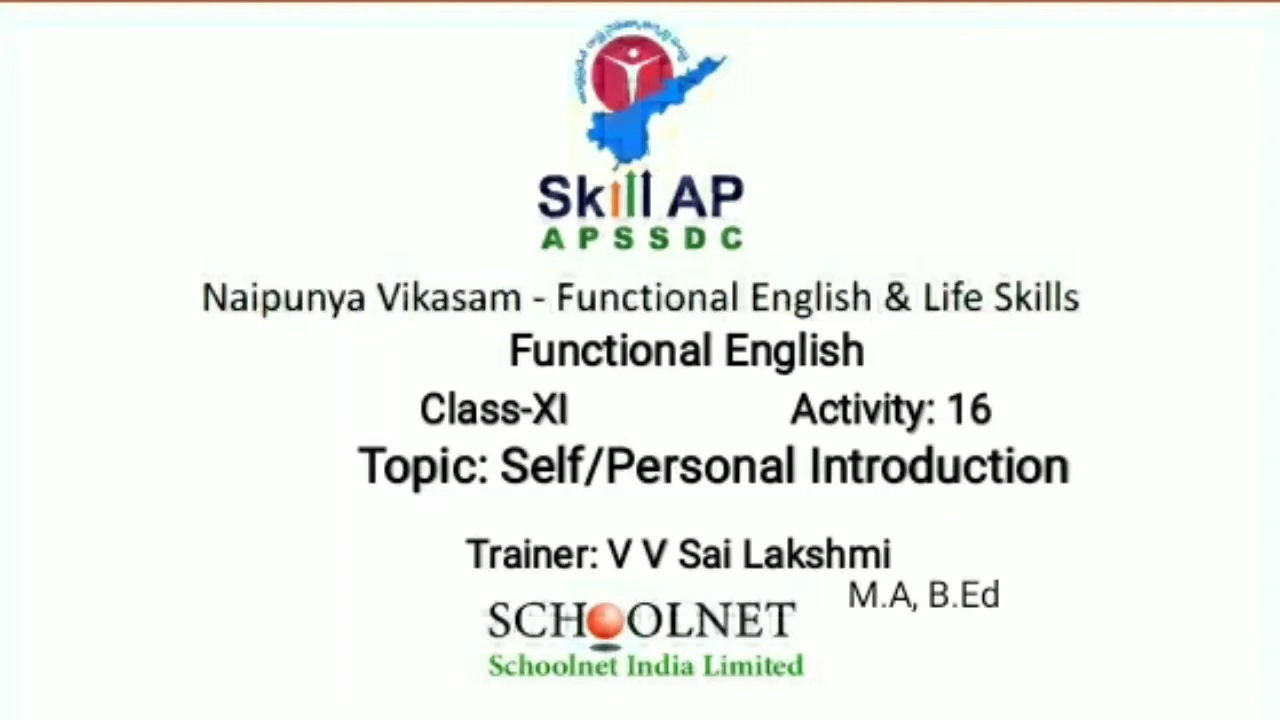 Skill AP
APSSDC
Naipunya Vikasam - Functional English & Life Skills
Functional English
Class-XI Activity: 16
Topic: Self/Personal Introduction
Trainer: V V Sai Lakshmi
M.A, B.Ed
SCHOOLNET
Schoolnet India Limited